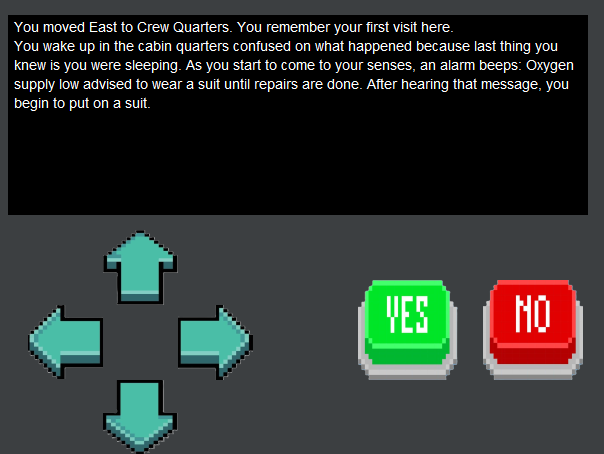 You moved East to Crew Quarters. You remember your first visit here.
You wake up in the cabin quarters confused on what happened because last thing you
knew is you were sleeping. As you start to come to your senses, an alarm beeps: Oxygen
supply low advised to wear a suit until repairs are done. After hearing that message, you
begin to put on a suit.
YES
NO